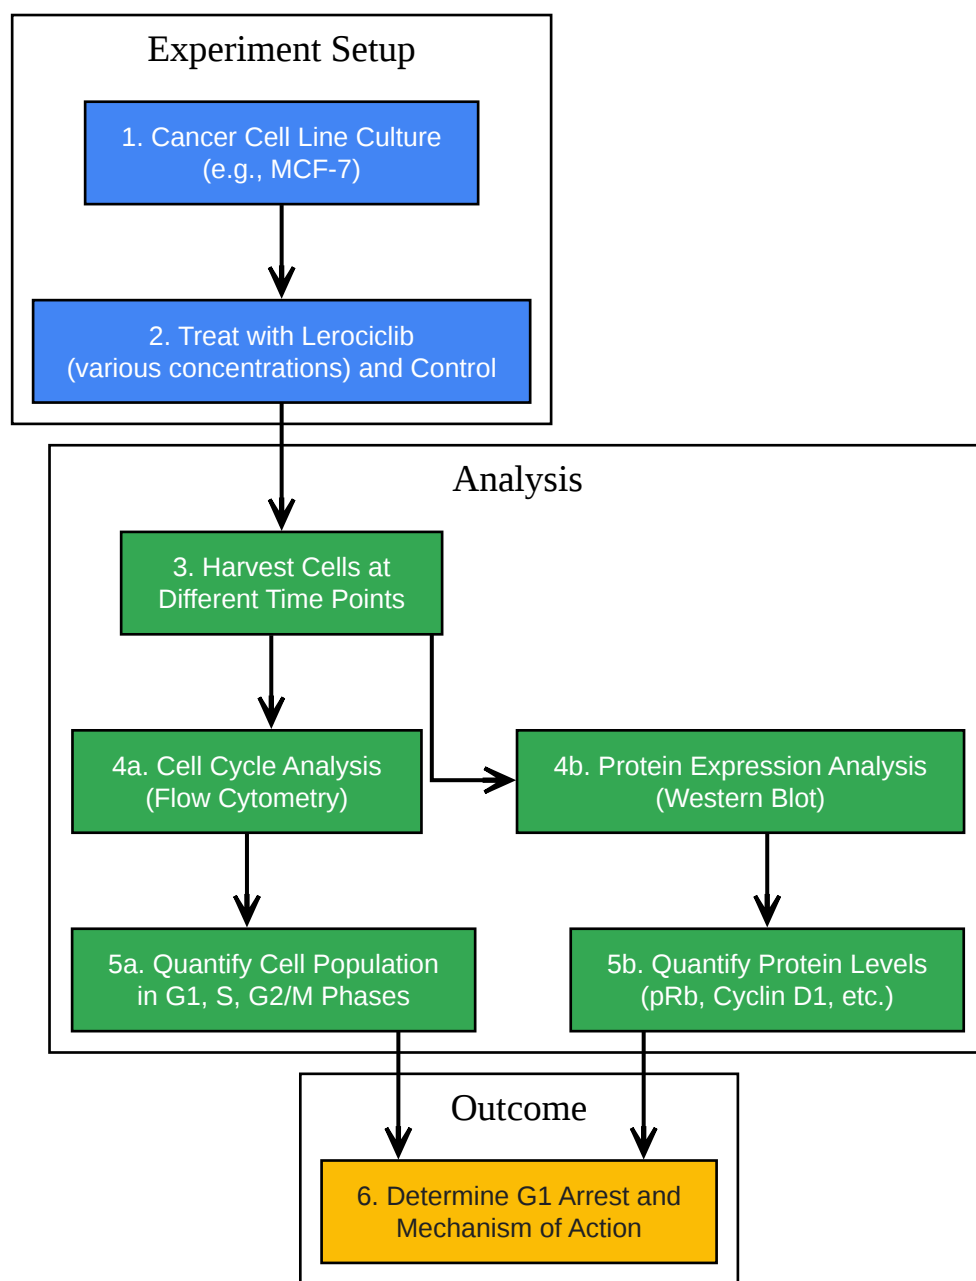 Experiment Setup
1. Cancer Cell Line Culture
(e.g., MCF-7)
2. Treat with Lerociclib
(various concentrations) and Control
Analysis
3. Harvest Cells at
Different Time Points
4a. Cell Cycle Analysis
(Flow Cytometry)
4b. Protein Expression Analysis
(Western Blot)
5a. Quantify Cell Population
in G1, S, G2/M Phases
5b. Quantify Protein Levels
(pRb, Cyclin D1, etc.)
Outcome
6. Determine G1 Arrest and
Mechanism of Action